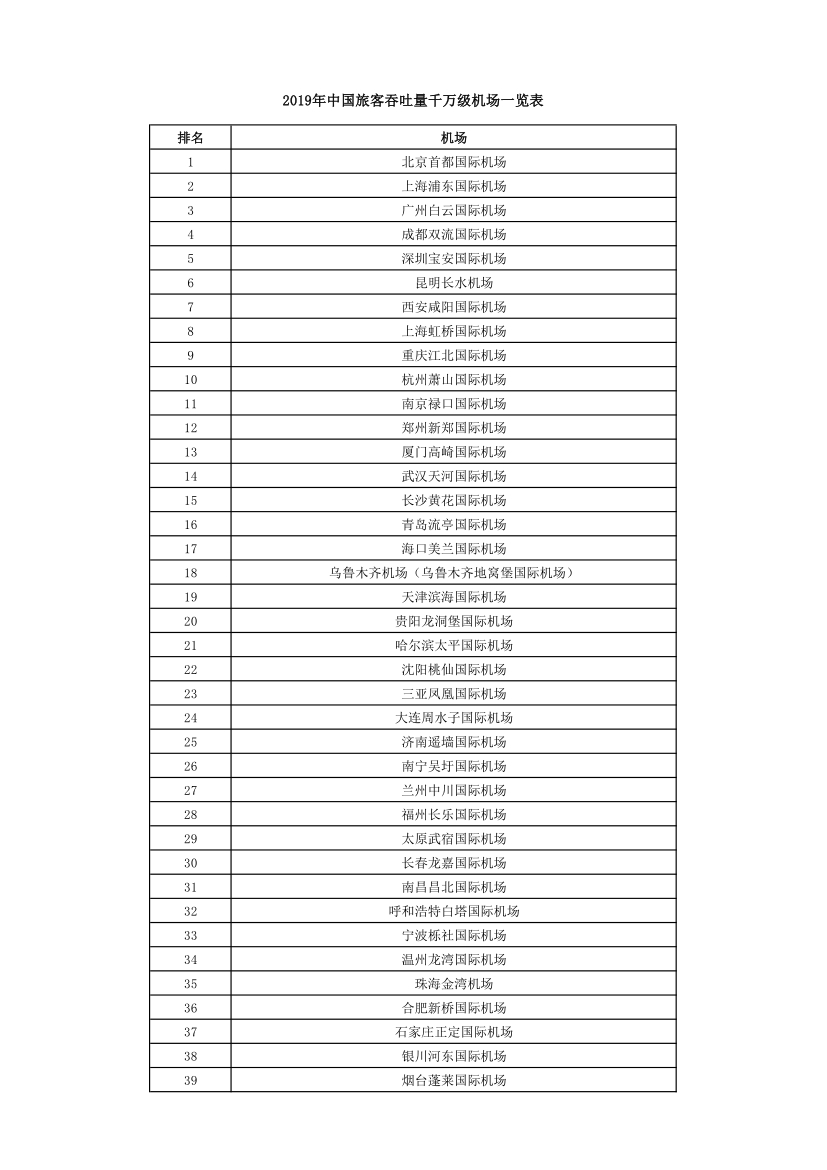 2019年中国旅客吞吐量千万级机场一览表
排名 机场
1 北京首都国际机场
2 上海浦东国际机场
3 广州白云国际机场
4 成都双流国际机场
5 深圳宝安国际机场
6 昆明长水机场
7 西安咸阳国际机场
8 上海虹桥国际机场
9 重庆江北国际机场
10 杭州萧山国际机场
11 南京禄口国际机场
12 郑州新郑国际机场
13 厦门高崎国际机场
14 武汉天河国际机场
15 长沙黄花国际机场
16 青岛流亭国际机场
17 海口美兰国际机场
18 乌鲁木齐机场（乌鲁木齐地窝堡国际机场）
19 天津滨海国际机场
20 贵阳龙洞堡国际机场
21 哈尔滨太平国际机场
22 沈阳桃仙国际机场
23 三亚凤凰国际机场
24 大连周水子国际机场
25 济南遥墙国际机场
26 南宁吴圩国际机场
27 兰州中川国际机场
28 福州长乐国际机场
29 太原武宿国际机场
30 长春龙嘉国际机场
31 南昌昌北国际机场
32 呼和浩特白塔国际机场
33 宁波栎社国际机场
34 温州龙湾国际机场
35 珠海金湾机场
36 合肥新桥国际机场
37 石家庄正定国际机场
38 银川河东国际机场
39 烟台蓬莱国际机场